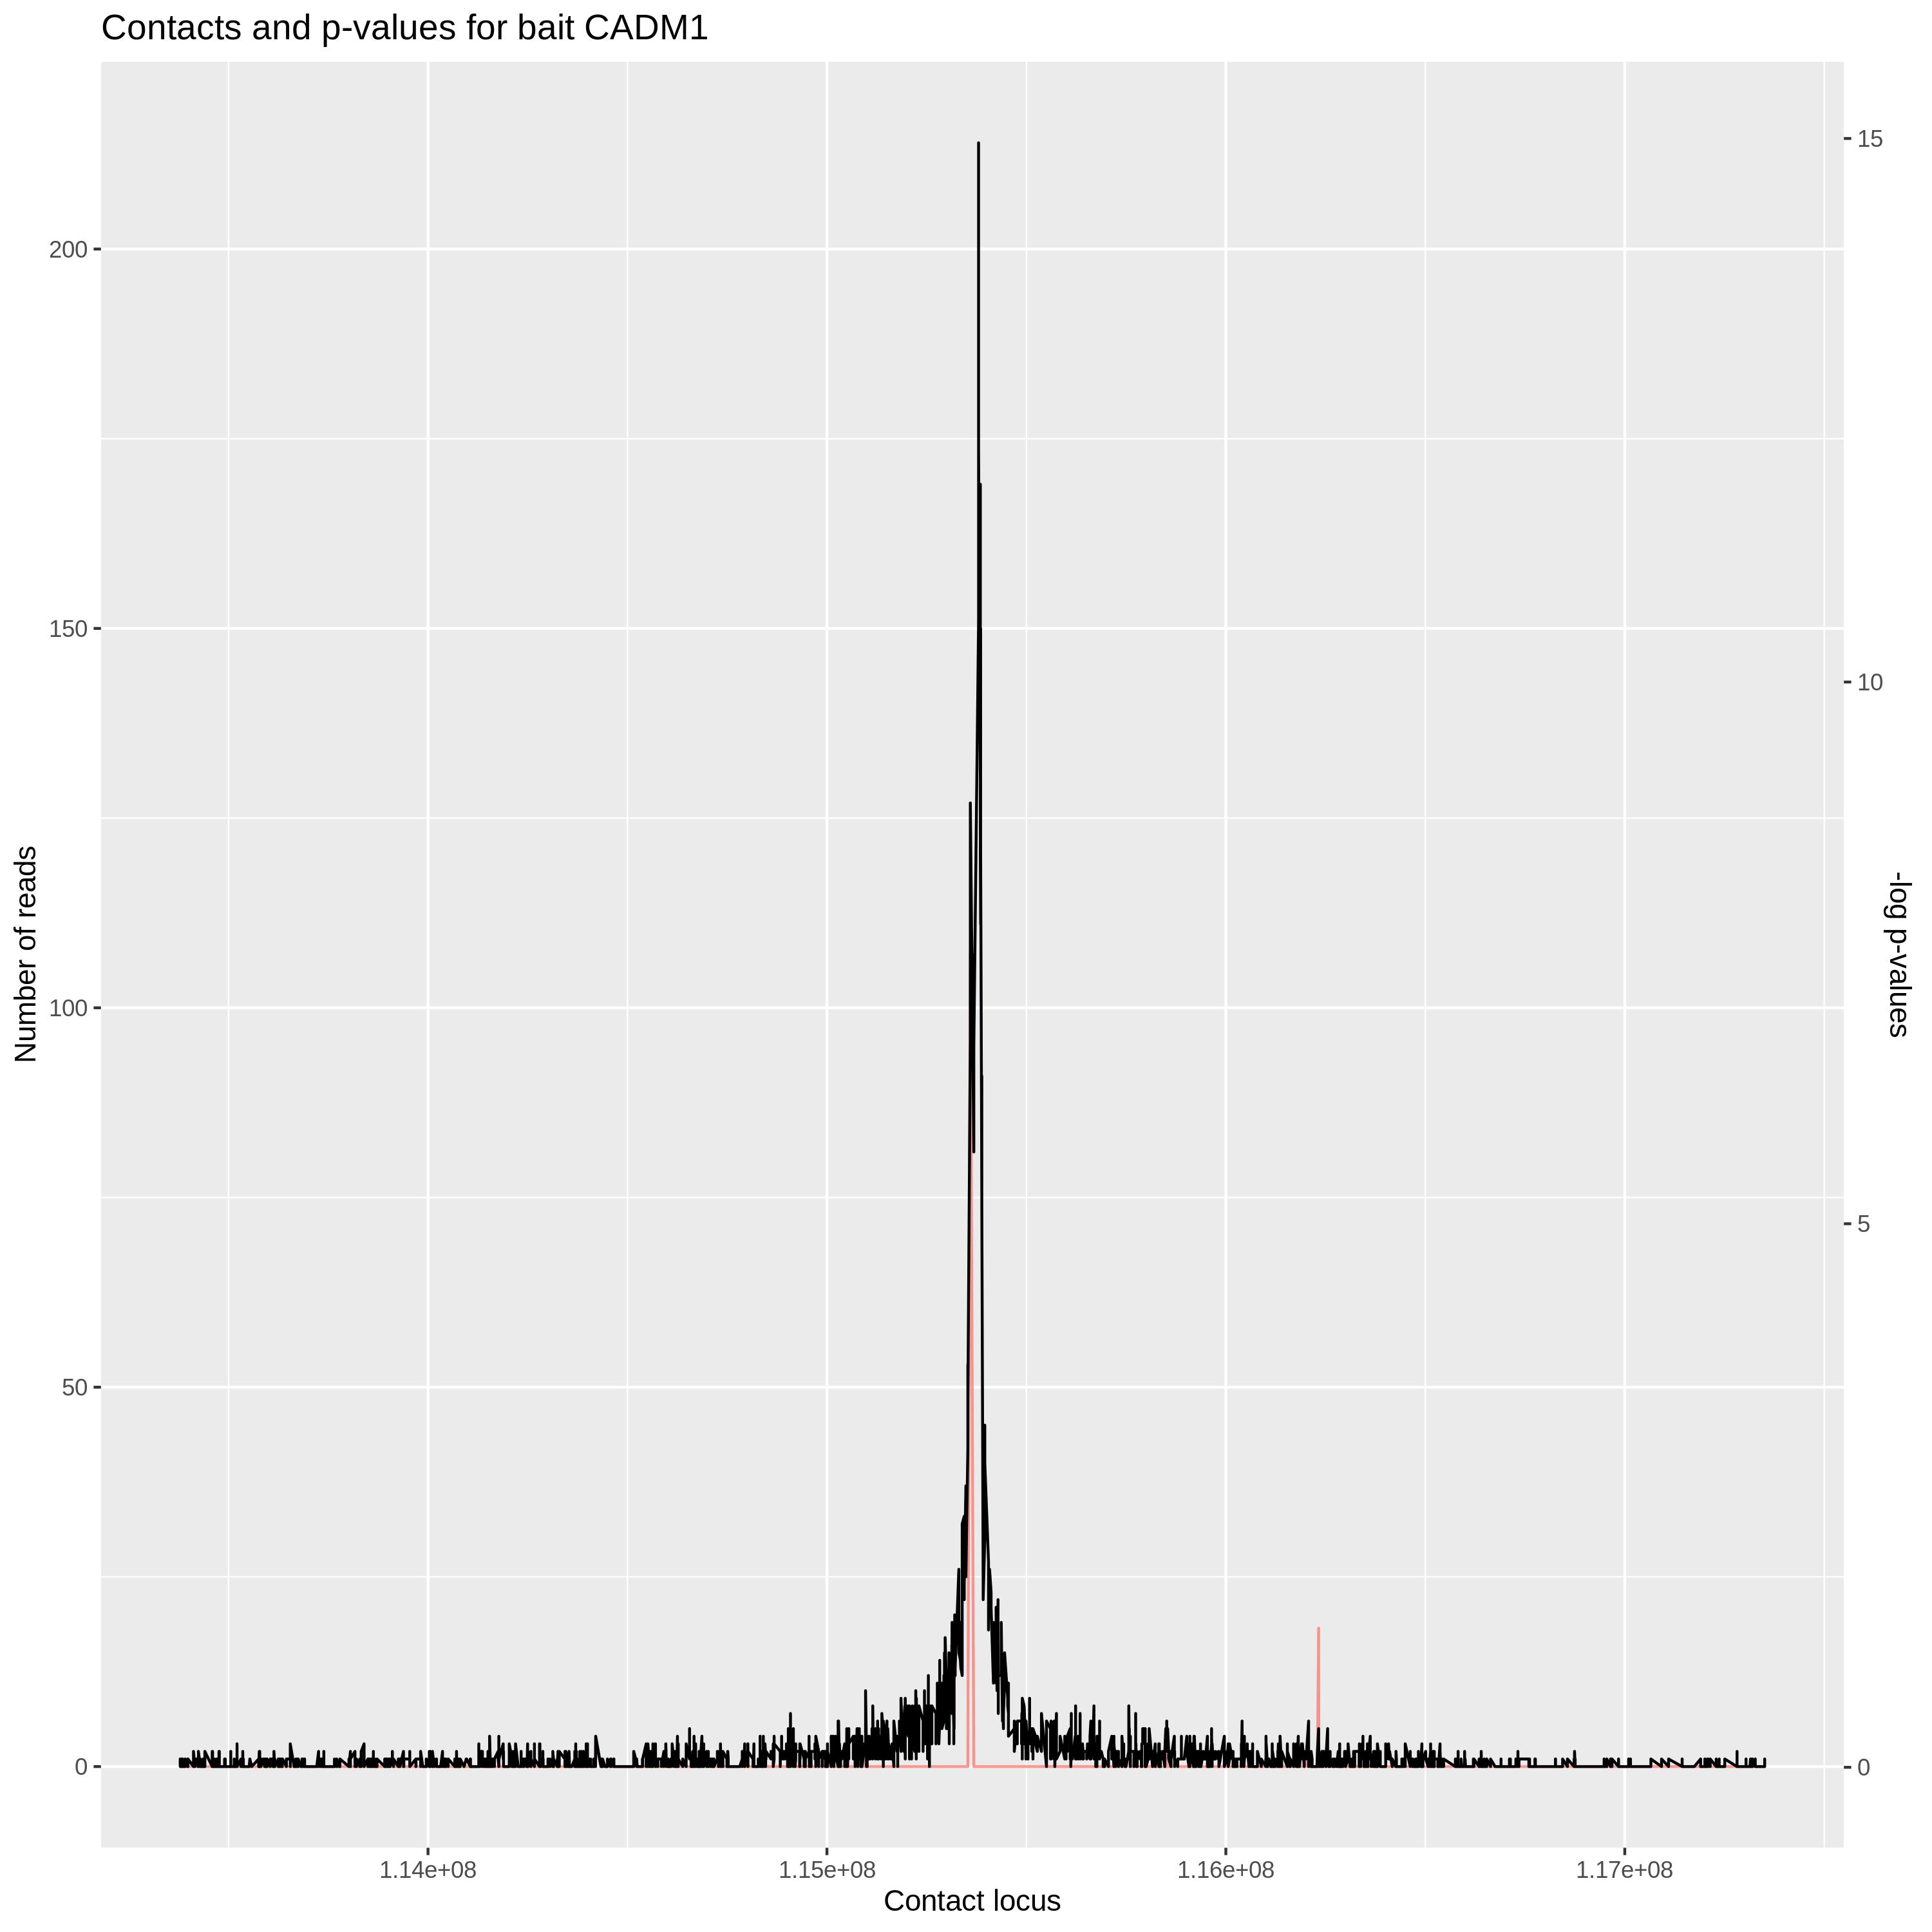 Contacts and p-values for bait CADM1
Number of reads
200
150
100
50
0
15
10
5
0
-log p-values
1.14e+08
1.15e+08
1.16e+08
1.17e+08
Contact locus